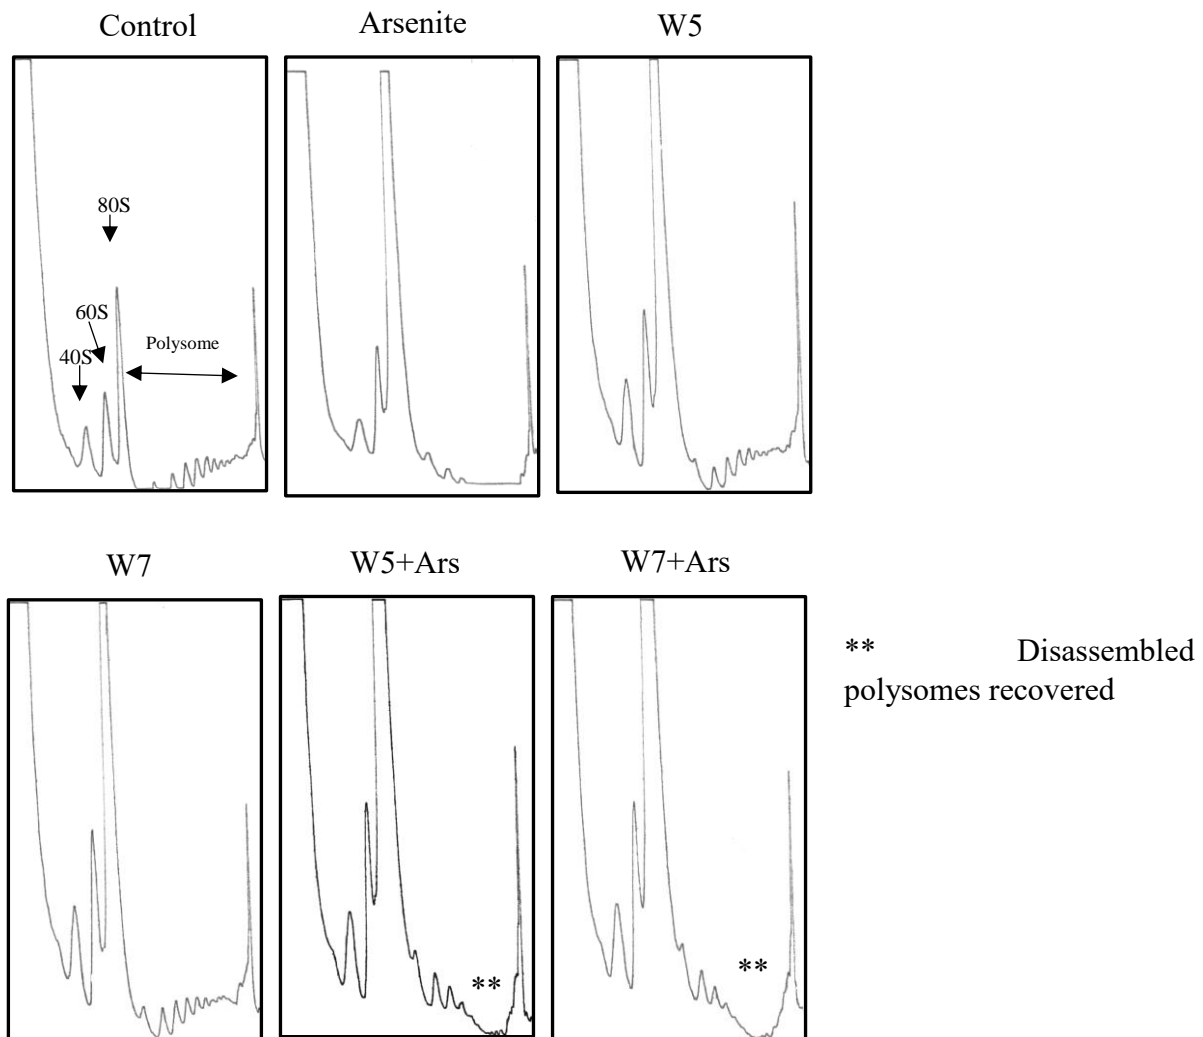 Control
Arsenite
W5
80S
60S
40S
Polysome
W7
W5+Ars
W7+Ars
** Disassembled
polysomes recovered
**
**